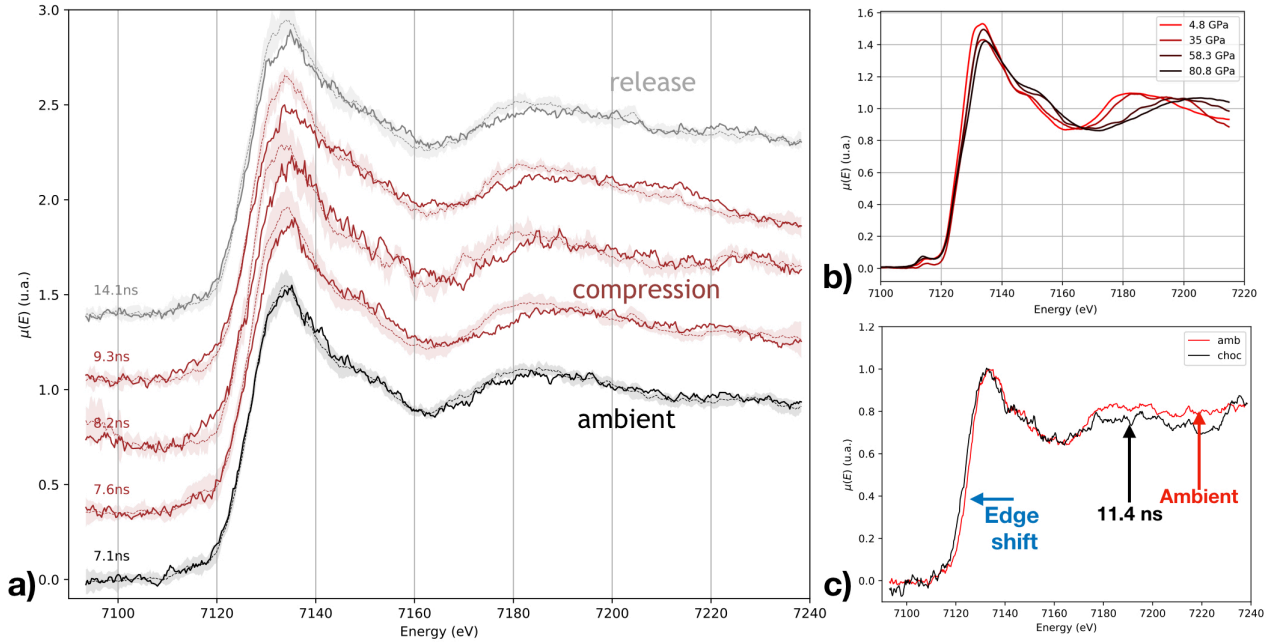 a)
3.0
2.5
2.0
1.5
1.0
0.5
0.0
μ(E) (u.a.)
release
compression
ambient
14.1ns
9.3ns
8.2ns
7.6ns
7.1ns
7100 7120 7140 7160 7180 7200 7220 7240
Energy (eV)
b)
1.6
1.4
1.2
1.0
0.8
0.6
0.4
0.2
0.0
μ(E) (u.a.)
4.8 GPa
35 GPa
58.3 GPa
80.8 GPa
7100 7120 7140 7160 7180 7200 7220
Energy (eV)
c)
1.2
1.0
0.8
0.6
0.4
0.2
0.0
μ(E) (u.a.)
amb
choc
Edge
shift
11.4 ns
Ambient
7100 7120 7140 7160 7180 7200 7220 7240
Energy (eV)